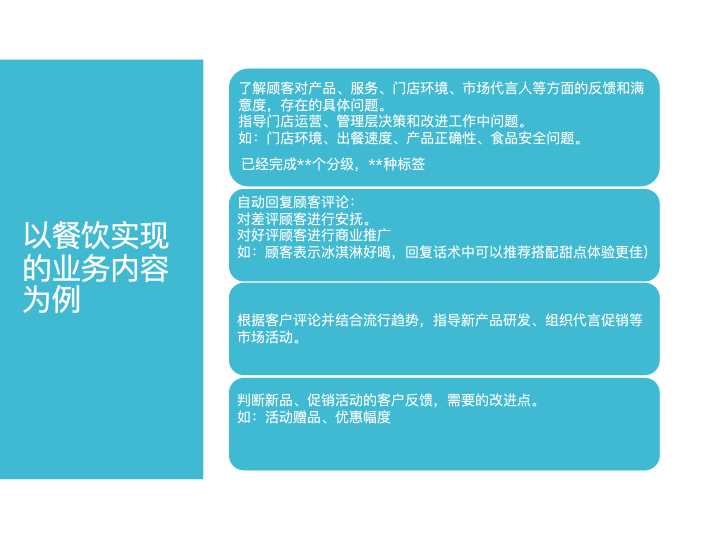 以餐饮实现
的业务内容
为例
了解顾客对产品、服务、门店环境、市场代言人等方面的反馈和满
意度，存在的具体问题。
指导门店运营、管理层决策和改进工作中问题。
如：门店环境、出餐速度、产品正确性、食品安全问题。
已经完成**个分级，**种标签
自动回复顾客评论：
对差评顾客进行安抚。
对好评顾客进行商业推广
如：顾客表示冰淇淋好喝，回复话术中可以推荐搭配甜点体验更佳）
根据客户评论并结合流行趋势，指导新产品研发、组织代言促销等
市场活动。
判断新品、促销活动的客户反馈，需要的改进点。
如：活动赠品、优惠幅度